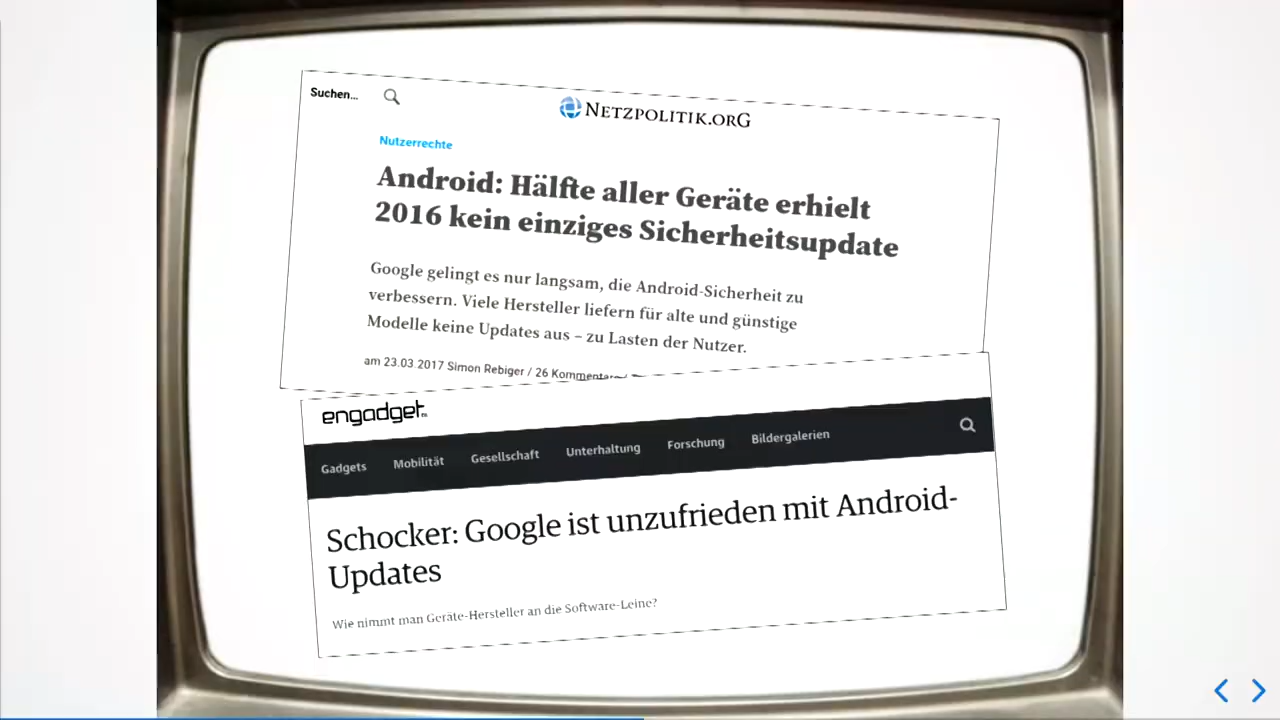 Suchen...
NETZPOLITIK.ORG
Nutzerrechte
Android: Hälfte aller Geräte erhielt
2016 kein einziges Sicherheitsupdate
Google gelingt es nur langsam, die Android-Sicherheit zu
verbessern. Viele Hersteller liefern für alte und günstige
Modelle keine Updates aus – zu Lasten der Nutzer.
am 23.03.2017 Simon Rebiger / 26 Kommentare /
engadget
Gadgets Mobilität Gesellschaft Unterhaltung Forschung Bildergalerien
Schocker: Google ist unzufrieden mit Android-
Updates
Wie nimmt man Geräte-Hersteller an die Software-Leine?